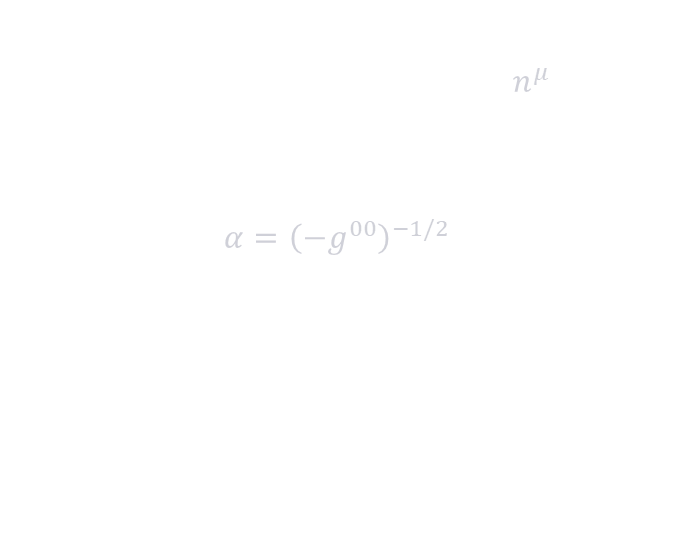 n^μ
α = (−g^{00})^{−1/2}